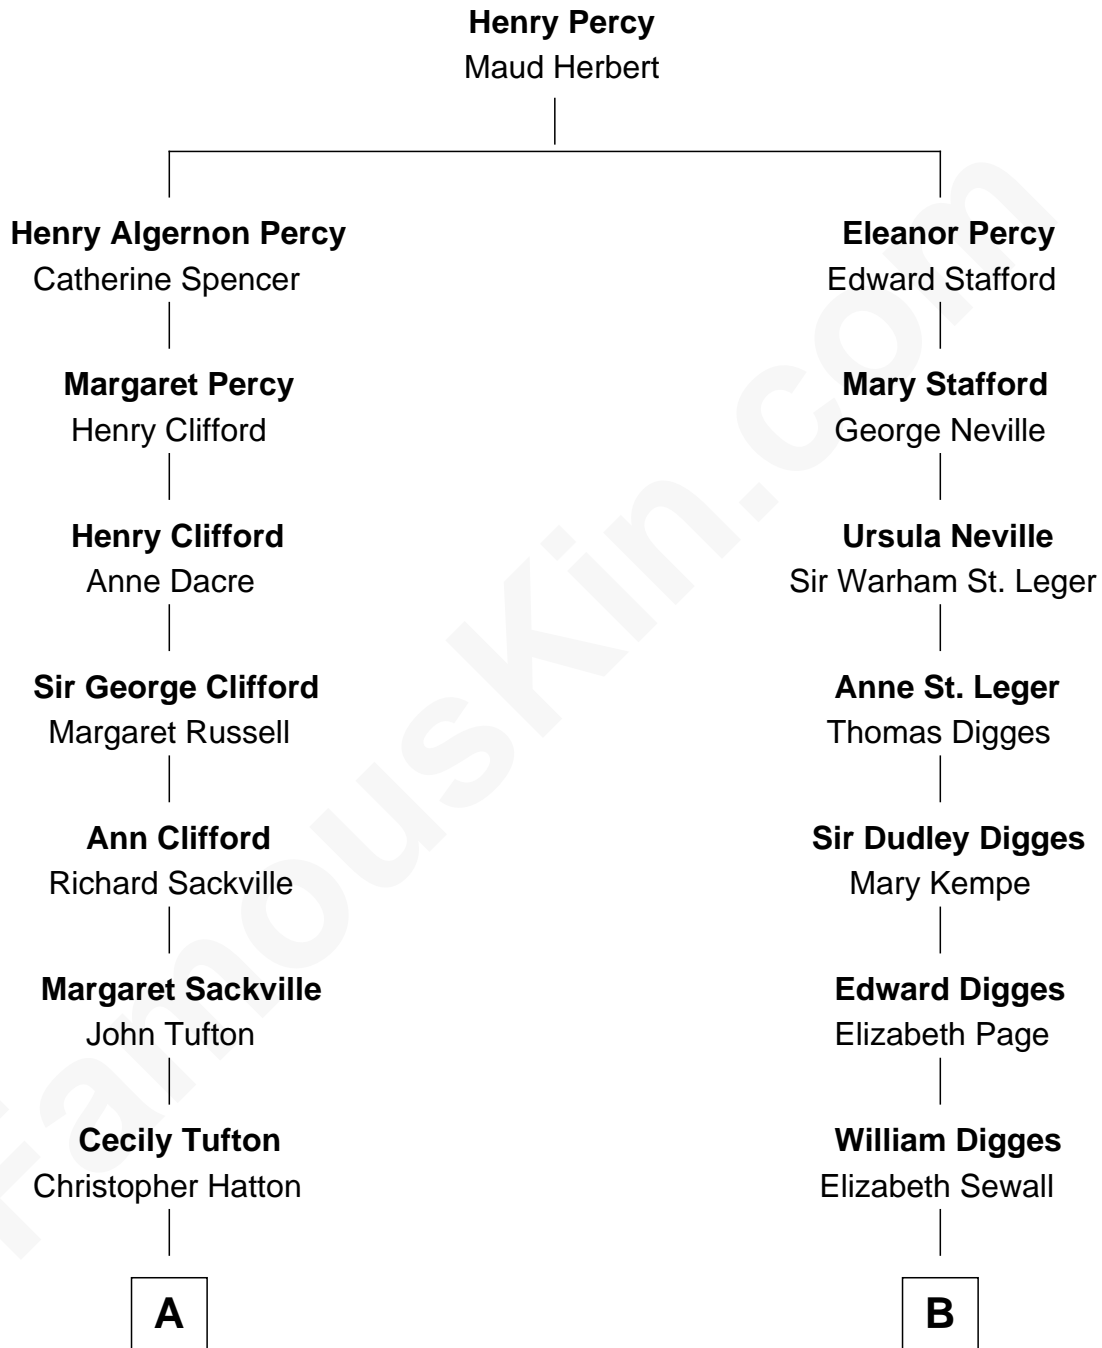 Henry Percy
Maud Herbert
Henry Algernon Percy
Catherine Spencer
Eleanor Percy
Edward Stafford
Margaret Percy
Henry Clifford
Mary Stafford
George Neville
Henry Clifford
Anne Dacre
Ursula Neville
Sir Warham St. Leger
Sir George Clifford
Margaret Russell
Anne St. Leger
Thomas Digges
Ann Clifford
Richard Sackville
Sir Dudley Digges
Mary Kempe
Margaret Sackville
John Tufton
Edward Digges
Elizabeth Page
Cecily Tufton
Christopher Hatton
William Digges
Elizabeth Sewall
A
B
FamousKin.com